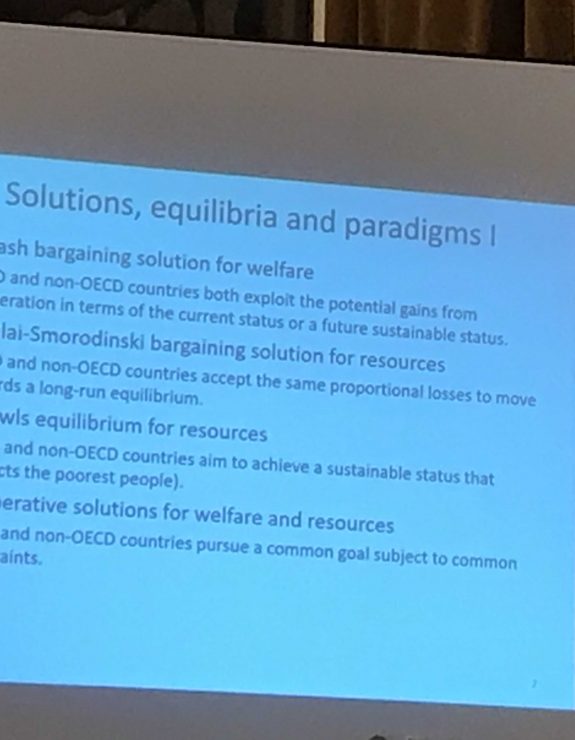 Solutions, equilibria and paradigms I
ash bargaining solution for welfare
D and non-OECD countries both exploit the potential gains from
eration in terms of the current status or a future sustainable status.
lai-Smorodinski bargaining solution for resources
and non-OECD countries accept the same proportional losses to move
rds a long-run equilibrium.
wls equilibrium for resources
and non-OECD countries aim to achieve a sustainable status that
cts the poorest people).
erative solutions for welfare and resources
and non-OECD countries pursue a common goal subject to common
aints.
7